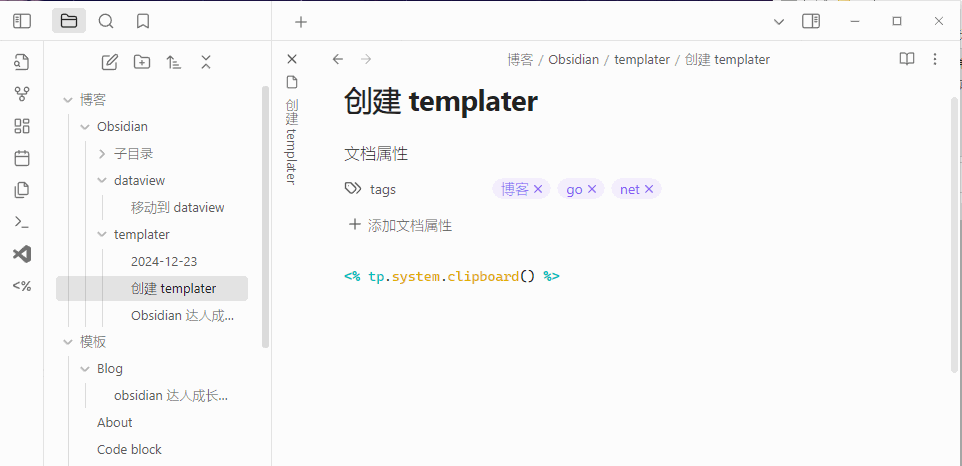 博客
Obsidian
子目录
dataview
移动到 dataview
templater
2024-12-23
创建 templater
Obsidian 达人成...
模板
Blog
obsidian 达人成长...
About
Code block
<%
创建 templater
博客 / Obsidian / templater / 创建 templater
创建 templater
文档属性
tags 博客 go net
添加文档属性
<% tp.system.clipboard() %>